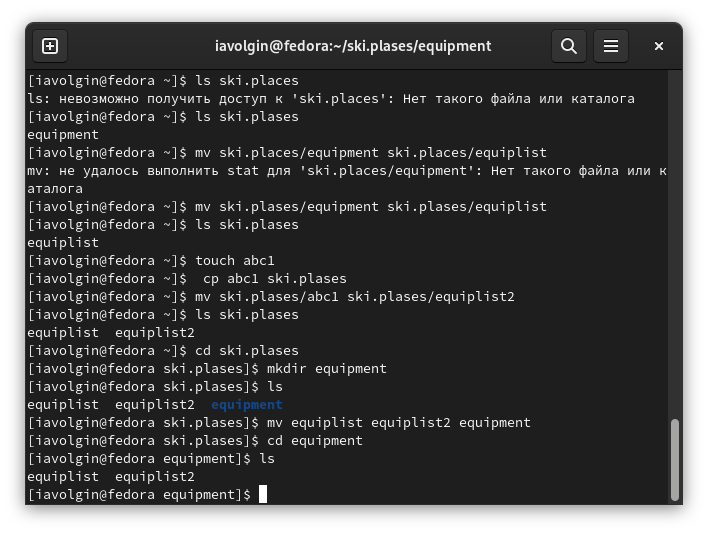 iavolgin@fedora:~/ski.plases/equipment
[iavolgin@fedora ~]$ ls ski.places
ls: невозможно получить доступ к 'ski.places': Нет такого файла или каталога
[iavolgin@fedora ~]$ ls ski.plases
equipment
[iavolgin@fedora ~]$ mv ski.places/equipment ski.places/equiplist
mv: не удалось выполнить stat для 'ski.places/equipment': Нет такого файла или к
аталога
[iavolgin@fedora ~]$ mv ski.plases/equipment ski.plases/equiplist
[iavolgin@fedora ~]$ ls ski.plases
equiplist
[iavolgin@fedora ~]$ touch abc1
[iavolgin@fedora ~]$  cp abc1 ski.plases
[iavolgin@fedora ~]$ mv ski.plases/abc1 ski.plases/equiplist2
[iavolgin@fedora ~]$ ls ski.plases
equiplist  equiplist2
[iavolgin@fedora ~]$ cd ski.plases
[iavolgin@fedora ski.plases]$ mkdir equipment
[iavolgin@fedora ski.plases]$ ls
equiplist  equiplist2  equipment
[iavolgin@fedora ski.plases]$ mv equiplist equiplist2 equipment
[iavolgin@fedora ski.plases]$ cd equipment
[iavolgin@fedora equipment]$ ls
equiplist  equiplist2
[iavolgin@fedora equipment]$